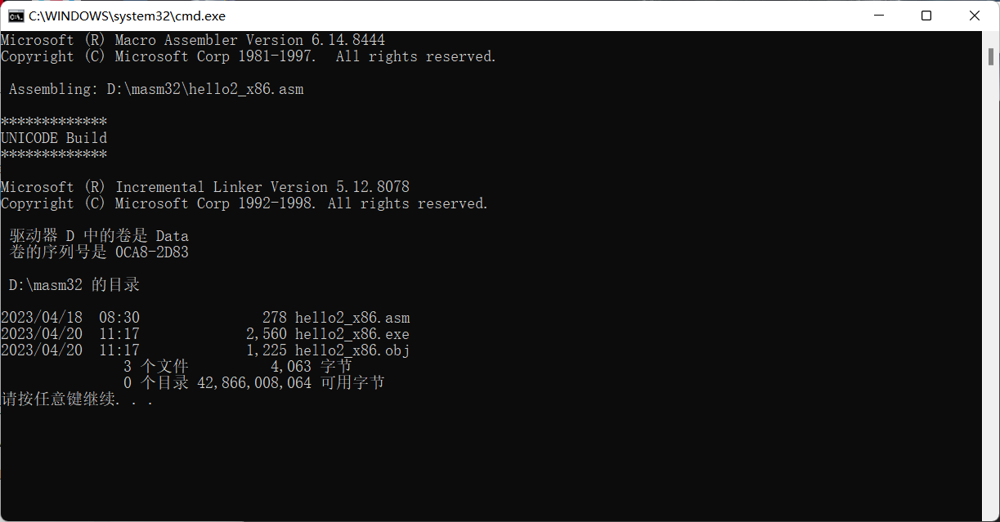 C:\WINDOWS\system32\cmd.exe
Microsoft (R) Macro Assembler Version 6.14.8444
Copyright (C) Microsoft Corp 1981-1997.  All rights reserved.
 Assembling: D:\masm32\hello2_x86.asm
*************
UNICODE Build
*************
Microsoft (R) Incremental Linker Version 5.12.8078
Copyright (C) Microsoft Corp 1992-1998. All rights reserved.
 驱动器 D 中的卷是 Data
 卷的序列号是 0CA8-2D83
 D:\masm32 的目录
2023/04/18  08:30               278 hello2_x86.asm
2023/04/20  11:17             2,560 hello2_x86.exe
2023/04/20  11:17             1,225 hello2_x86.obj
               3 个文件          4,063 字节
               0 个目录 42,866,008,064 可用字节
请按任意键继续. . .